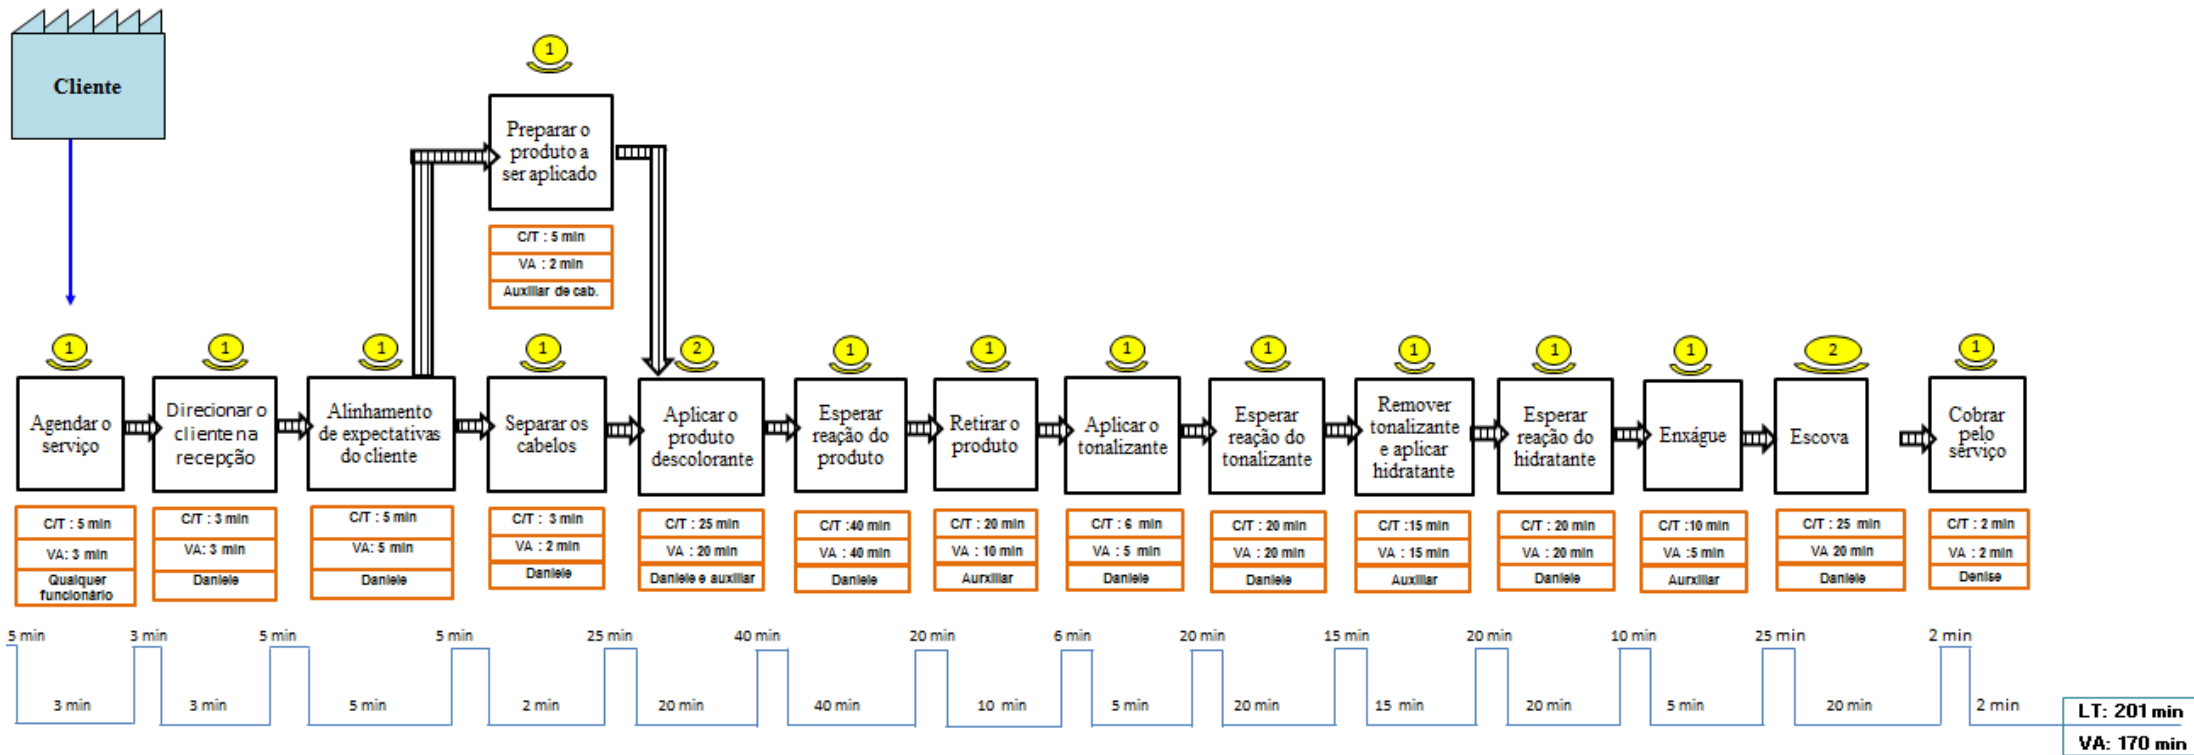 Cliente
1
Preparar o
produto a
ser aplicado
C/T : 5 min
VA : 2 min
Auxiliar de cab.
1
1
1
1
2
1
1
1
1
1
1
1
2
1
Agendar o
serviço
Direcionar o
cliente na
recepção
Alinhamento
de expectativas
do cliente
Separar os
cabelos
Aplicar o
produto
descolorante
Esperar
reação do
produto
Retirar o
produto
Aplicar o
tonalizante
Esperar
reação do
tonalizante
Remover
tonalizante
e aplicar
hidratante
Esperar
reação do
hidratante
Enxágue
Escova
Cobrar
pelo
serviço
C/T : 5 min
VA: 3 min
Qualquer
funcionário
C/T : 3 min
VA: 3 min
Daniele
C/T : 5 min
VA: 5 min
Daniele
C/T : 3 min
VA : 2 min
Daniele
C/T : 25 min
VA : 20 min
Daniele e auxiliar
C/T :40 min
VA : 40 min
Daniele
C/T : 20 min
VA : 10 min
Aurxiliar
C/T : 6 min
VA : 5 min
Daniele
C/T : 20 min
VA : 20 min
Daniele
C/T :15 min
VA : 15 min
Auxiliar
C/T : 20 min
VA : 20 min
Daniele
C/T :10 min
VA :5 min
Aurxiliar
C/T : 25 min
VA 20 min
Daniele
C/T : 2 min
VA : 2 min
Denise
5 min
3 min
5 min
5 min
25 min
40 min
20 min
6 min
20 min
15 min
20 min
10 min
25 min
2 min
3 min
3 min
5 min
2 min
20 min
40 min
10 min
5 min
20 min
15 min
20 min
5 min
20 min
2 min
LT: 201 min
VA: 170 min